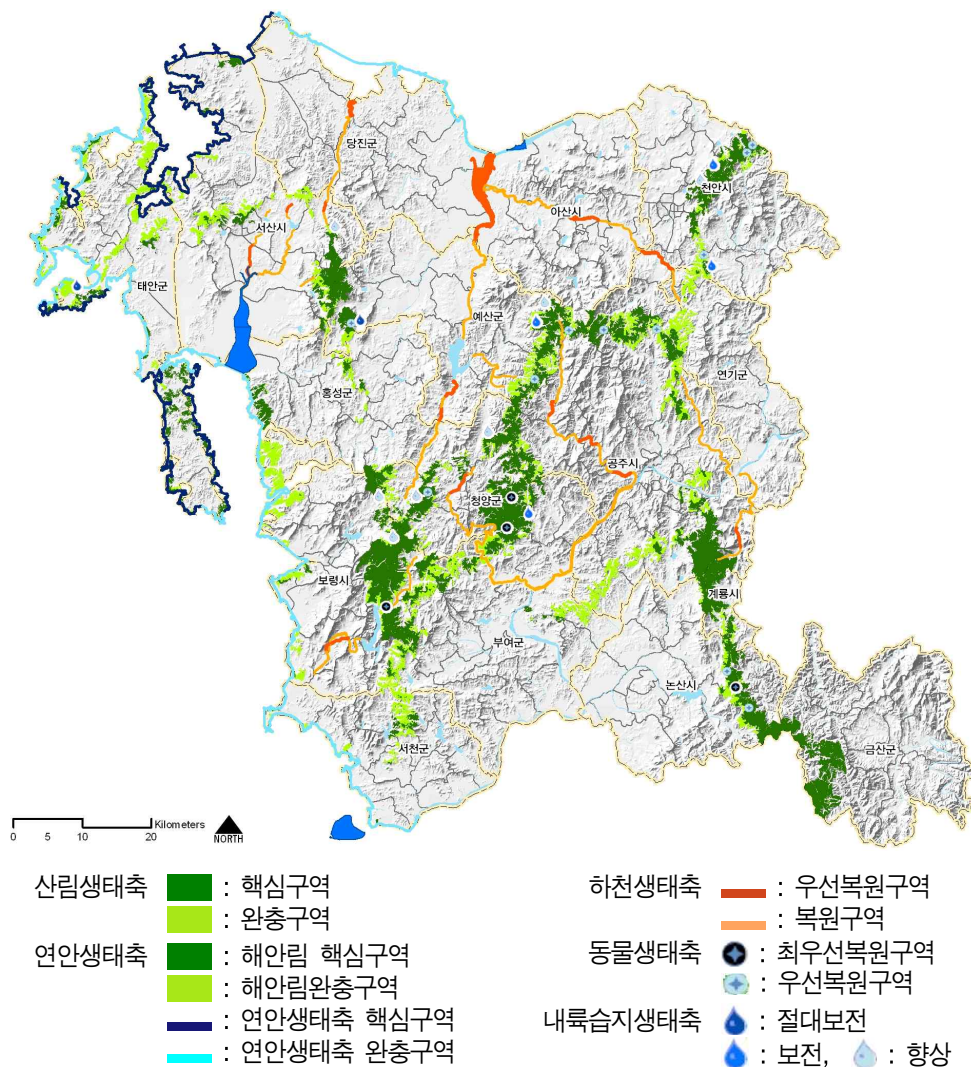 당진군
천안시
아산시
서산시
태안군
예산군
연기군
홍성군
공주시
청양군
보령시
계룡시
부여군
논산시
서천군
금산군
Kilometers
0 5 10 20
NORTH
산림생태축 : 핵심구역
: 완충구역
연안생태축 : 해안림 핵심구역
: 해안림완충구역
: 연안생태축 핵심구역
: 연안생태축 완충구역
하천생태축 : 우선복원구역
: 복원구역
동물생태축 : 최우선복원구역
: 우선복원구역
내륙습지생태축 : 절대보전
: 보전, : 향상